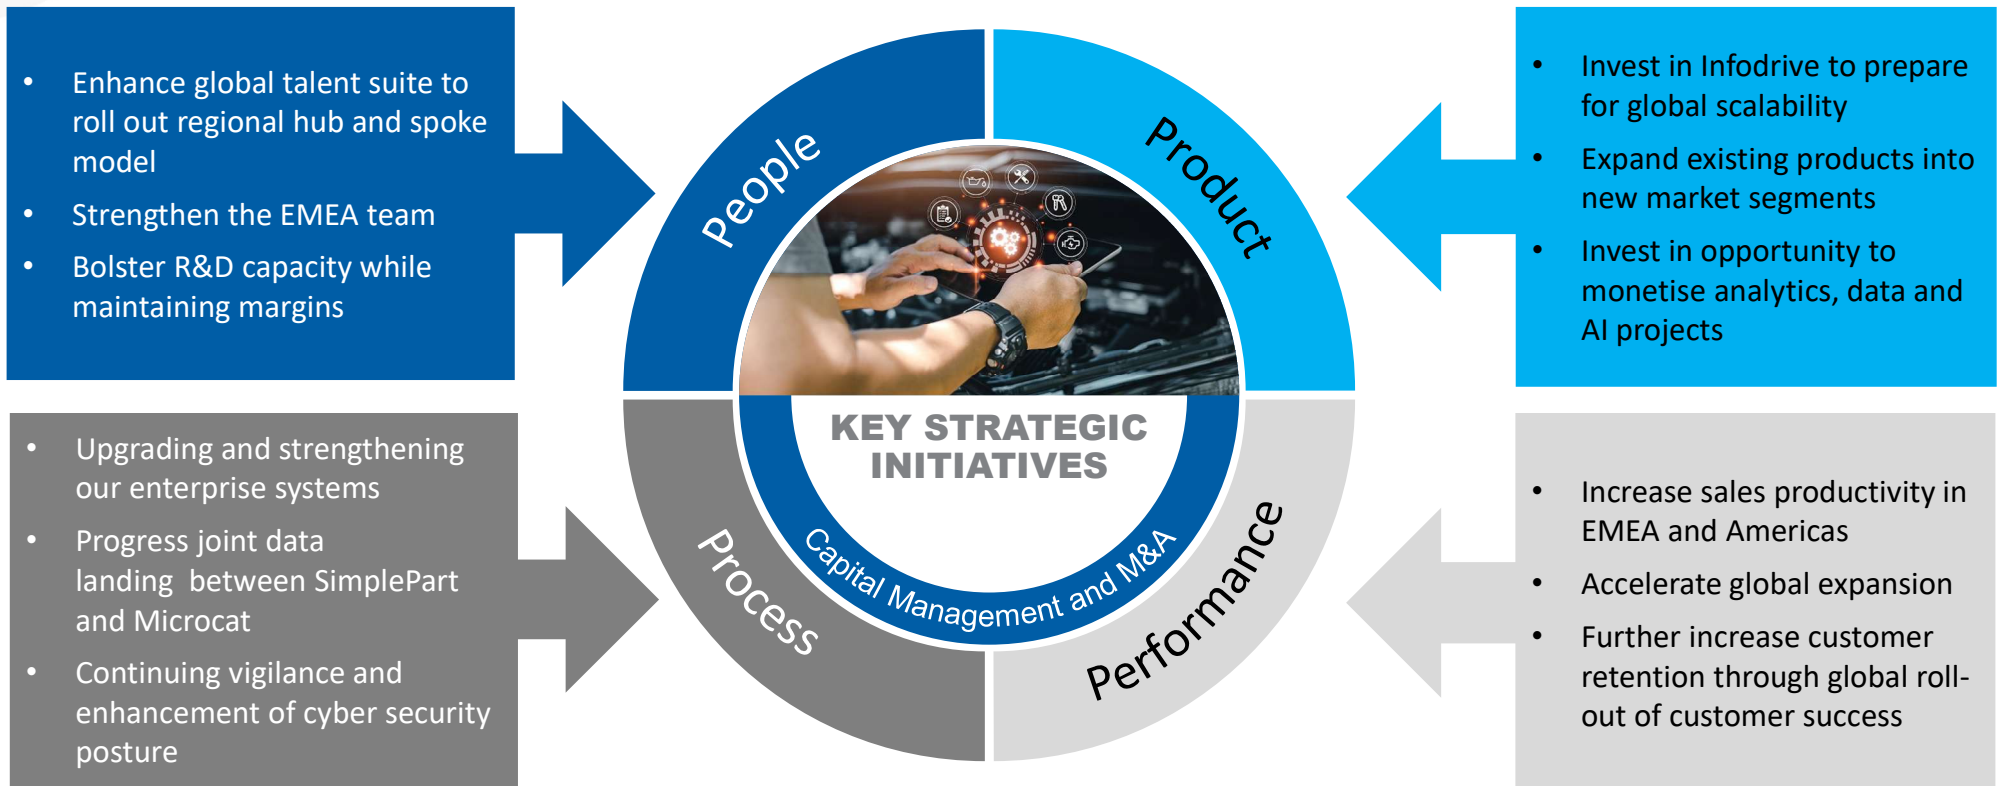 • Enhance global talent suite to
roll out regional hub and spoke
model
• Strengthen the EMEA team
• Bolster R&D capacity while
maintaining margins
People
Product
• Invest in Infodrive to prepare
for global scalability
• Expand existing products into
new market segments
• Invest in opportunity to
monetise analytics, data and
AI projects
KEY STRATEGIC
INITIATIVES
Capital Management and M&A
• Upgrading and strengthening
our enterprise systems
• Progress joint data
landing  between SimplePart
and Microcat
• Continuing vigilance and
enhancement of cyber security
posture
Process
Performance
• Increase sales productivity in
EMEA and Americas
• Accelerate global expansion
• Further increase customer
retention through global roll-
out of customer success